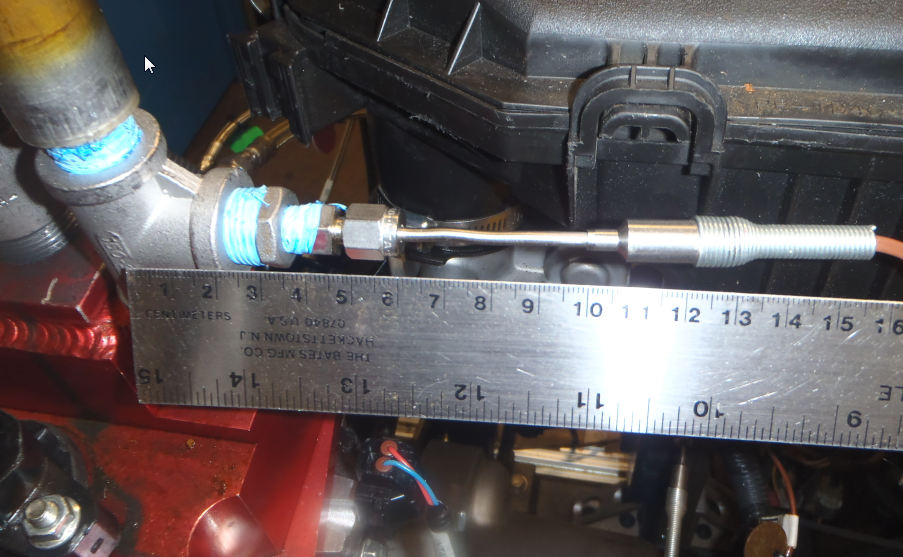 1 2 3 4 5 6 7 8 9 10 11 12 13 14 15 16
CENTIMETERS
THE BATES MFG CO.
HACKETTSTOWN N.J.
07840 U.S.A.
15 14 13 12 11 10 9
LE